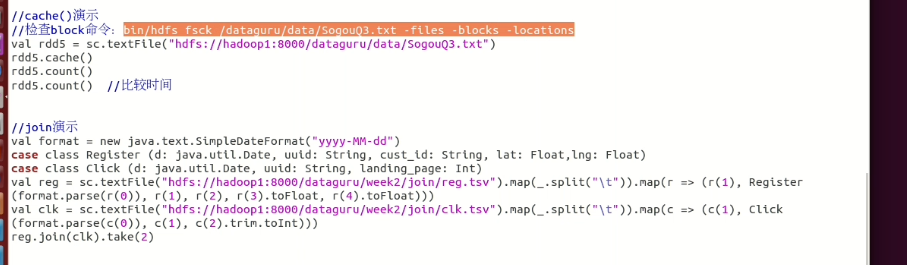 //cache()演示
//检查block命令：bin/hdfs fsck /dataguru/data/SogouQ3.txt -files -blocks -locations
val rdd5 = sc.textFile("hdfs://hadoop1:8000/dataguru/data/SogouQ3.txt")
rdd5.cache()
rdd5.count()
rdd5.count()  //比较时间
//join演示
val format = new java.text.SimpleDateFormat("yyyy-MM-dd")
case class Register (d: java.util.Date, uuid: String, cust_id: String, lat: Float,lng: Float)
case class Click (d: java.util.Date, uuid: String, landing_page: Int)
val reg = sc.textFile("hdfs://hadoop1:8000/dataguru/week2/join/reg.tsv").map(_.split("\t")).map(r => (r(1), Register
(format.parse(r(0)), r(1), r(2), r(3).toFloat, r(4).toFloat)))
val clk = sc.textFile("hdfs://hadoop1:8000/dataguru/week2/join/clk.tsv").map(_.split("\t")).map(c => (c(1), Click
(format.parse(c(0)), c(1), c(2).trim.toInt)))
reg.join(clk).take(2)